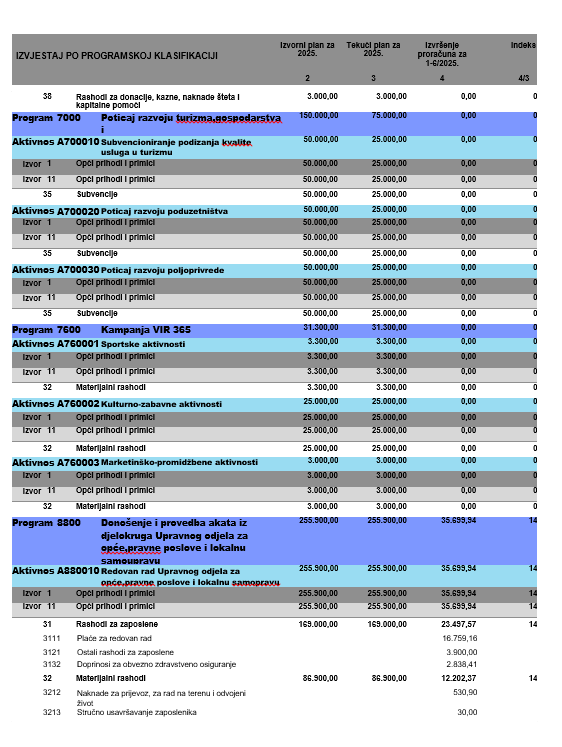 IZVJESTAJ PO PROGRAMSKOJ KLASIFIKACIJI Izvorni plan za 2025. Tekući plan za 2025. Izvršenje proračuna za 1-6/2025. Indeks
2 3 4 4/3
38 Rashodi za donacije, kazne, naknade šteta i kapitalne pomoći 3.000,00 3.000,00 0,00 0
Program 7000 Poticaj razvoju turizma,gospodarstva i 150.000,00 75.000,00 0,00 0
Aktivnos A700010 Subvencioniranje podizanja kvalite usluga u turizmu 50.000,00 25.000,00 0,00 0
Izvor 1 Opći prihodi i primici 50.000,00 25.000,00 0,00 0
Izvor 11 Opći prihodi i primici 50.000,00 25.000,00 0,00 0
35 Subvencije 50.000,00 25.000,00 0,00 0
Aktivnos A700020 Poticaj razvoju poduzetništva 50.000,00 25.000,00 0,00 0
Izvor 1 Opći prihodi i primici 50.000,00 25.000,00 0,00 0
Izvor 11 Opći prihodi i primici 50.000,00 25.000,00 0,00 0
35 Subvencije 50.000,00 25.000,00 0,00 0
Aktivnos A700030 Poticaj razvoju poljoprivrede 50.000,00 25.000,00 0,00 0
Izvor 1 Opći prihodi i primici 50.000,00 25.000,00 0,00 0
Izvor 11 Opći prihodi i primici 50.000,00 25.000,00 0,00 0
35 Subvencije 50.000,00 25.000,00 0,00 0
Program 7600 Kampanja VIR 365 31.300,00 31.300,00 0,00 0
Aktivnos A760001 Sportske aktivnosti 3.300,00 3.300,00 0,00 0
Izvor 1 Opći prihodi i primici 3.300,00 3.300,00 0,00 0
Izvor 11 Opći prihodi i primici 3.300,00 3.300,00 0,00 0
32 Materijalni rashodi 3.300,00 3.300,00 0,00 0
Aktivnos A760002 Kulturno-zabavne aktivnosti 25.000,00 25.000,00 0,00 0
Izvor 1 Opći prihodi i primici 25.000,00 25.000,00 0,00 0
Izvor 11 Opći prihodi i primici 25.000,00 25.000,00 0,00 0
32 Materijalni rashodi 25.000,00 25.000,00 0,00 0
Aktivnos A760003 Marketinško-promidžbene aktivnosti 3.000,00 3.000,00 0,00 0
Izvor 1 Opći prihodi i primici 3.000,00 3.000,00 0,00 0
Izvor 11 Opći prihodi i primici 3.000,00 3.000,00 0,00 0
32 Materijalni rashodi 3.000,00 3.000,00 0,00 0
Program 8800 Donošenje i provedba akata iz 255.900,00 255.900,00 35.699,94 14
djelokruga Upravnog odjela za
opće,pravne poslove i lokalnu
samoupravu
Aktivnos A880010 Redovan rad Upravnog odjela za opće,pravne poslove i lokalnu samopravu 255.900,00 255.900,00 35.699,94 14
Izvor 1 Opći prihodi i primici 255.900,00 255.900,00 35.699,94 14
Izvor 11 Opći prihodi i primici 255.900,00 255.900,00 35.699,94 14
31 Rashodi za zaposlene 169.000,00 169.000,00 23.497,57 14
3111 Plaće za redovan rad 16.759,16
3121 Ostali rashodi za zaposlene 3.900,00
3132 Doprinosi za obvezno zdravstveno osiguranje 2.838,41
32 Materijalni rashodi 86.900,00 86.900,00 12.202,37 14
3212 Naknade za prijevoz, za rad na terenu i odvojeni život 530,90
3213 Stručno usavršavanje zaposlenika 30,00